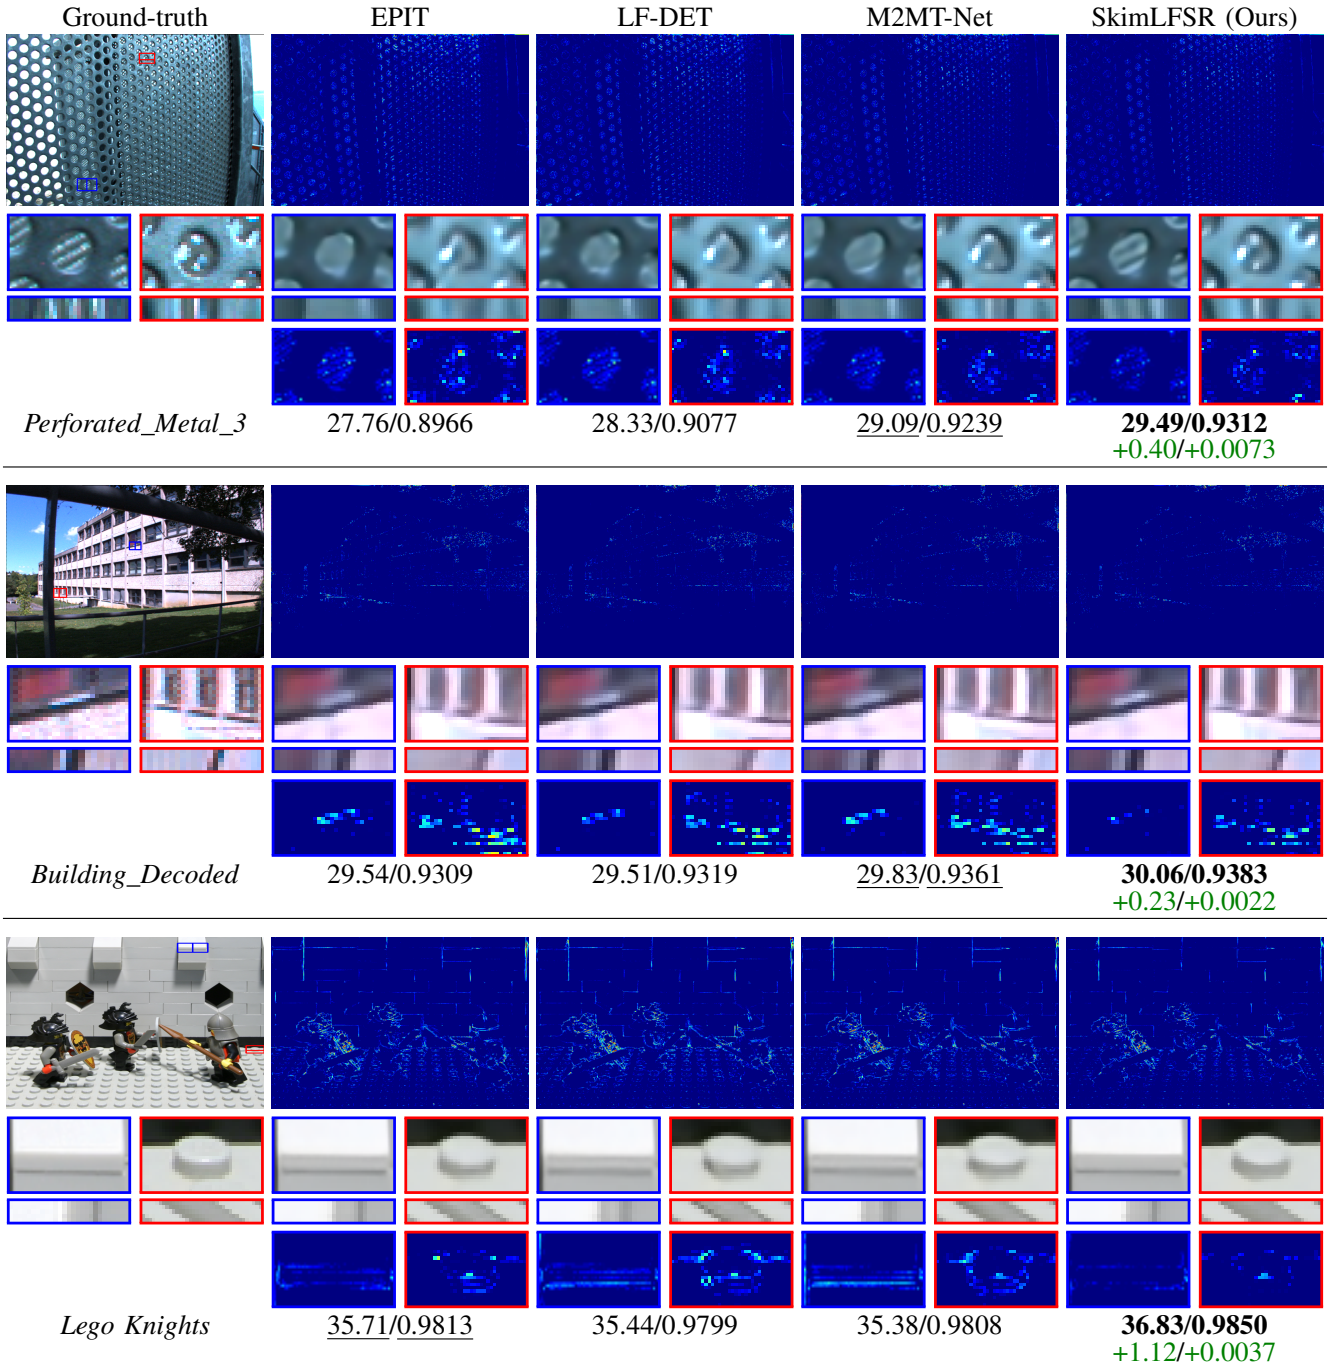 Ground-truth EPIT LF-DET M2MT-Net SkimLFSR (Ours)
Perforated_Metal_3 27.76/0.8966 28.33/0.9077 29.09/0.9239 29.49/0.9312
+0.40/+0.0073
Building_Decoded 29.54/0.9309 29.51/0.9319 29.83/0.9361 30.06/0.9383
+0.23/+0.0022
Lego Knights 35.71/0.9813 35.44/0.9799 35.38/0.9808 36.83/0.9850
+1.12/+0.0037